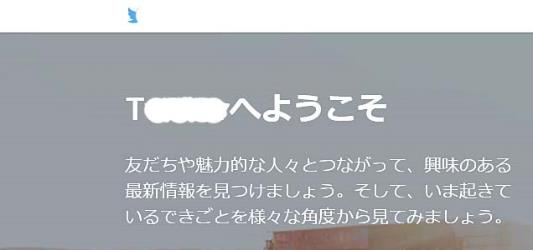 T へようこそ
友だちや魅力的な人々とつながって、興味のある
最新情報を見つけましょう。そして、いま起きて
いるできごとを様々な角度から見てみましょう。